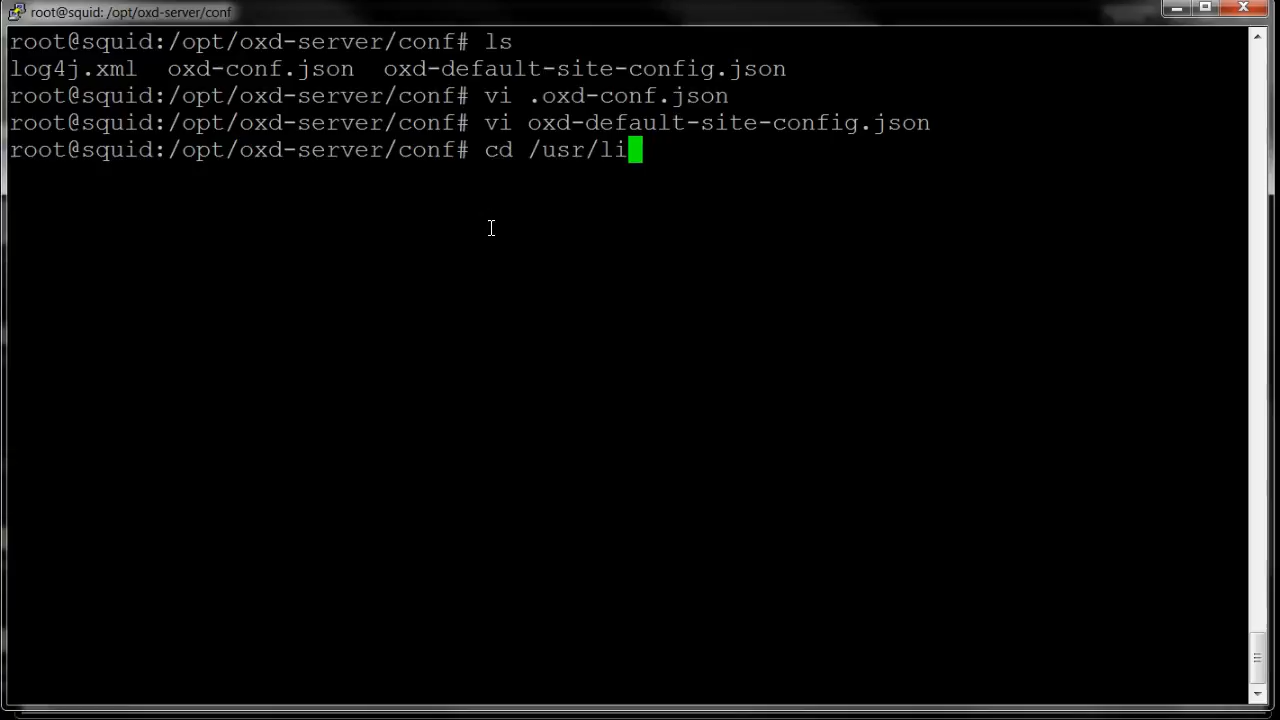 root@squid: /opt/oxd-server/conf
root@squid:/opt/oxd-server/conf# ls
log4j.xml  oxd-conf.json  oxd-default-site-config.json
root@squid:/opt/oxd-server/conf# vi .oxd-conf.json
root@squid:/opt/oxd-server/conf# vi oxd-default-site-config.json
root@squid:/opt/oxd-server/conf# cd /usr/li